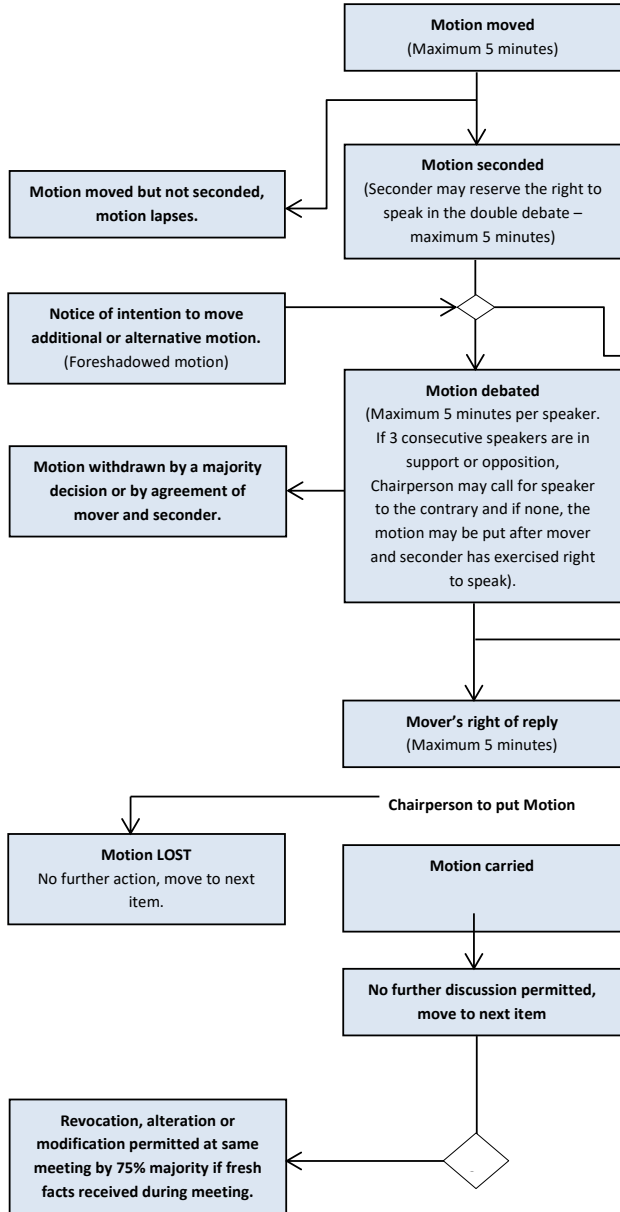 Motion moved
(Maximum 5 minutes)
Motion seconded
(Seconder may reserve the right to
speak in the double debate –
maximum 5 minutes)
Motion moved but not seconded,
motion lapses.
Notice of intention to move
additional or alternative motion.
(Foreshadowed motion)
Motion debated
(Maximum 5 minutes per speaker.
If 3 consecutive speakers are in
support or opposition,
Chairperson may call for speaker
to the contrary and if none, the
motion may be put after mover
and seconder has exercised right
to speak).
Motion withdrawn by a majority
decision or by agreement of
mover and seconder.
Mover’s right of reply
(Maximum 5 minutes)
Chairperson to put Motion
Motion LOST
No further action, move to next
item.
Motion carried
No further discussion permitted,
move to next item
Revocation, alteration or
modification permitted at same
meeting by 75% majority if fresh
facts received during meeting.